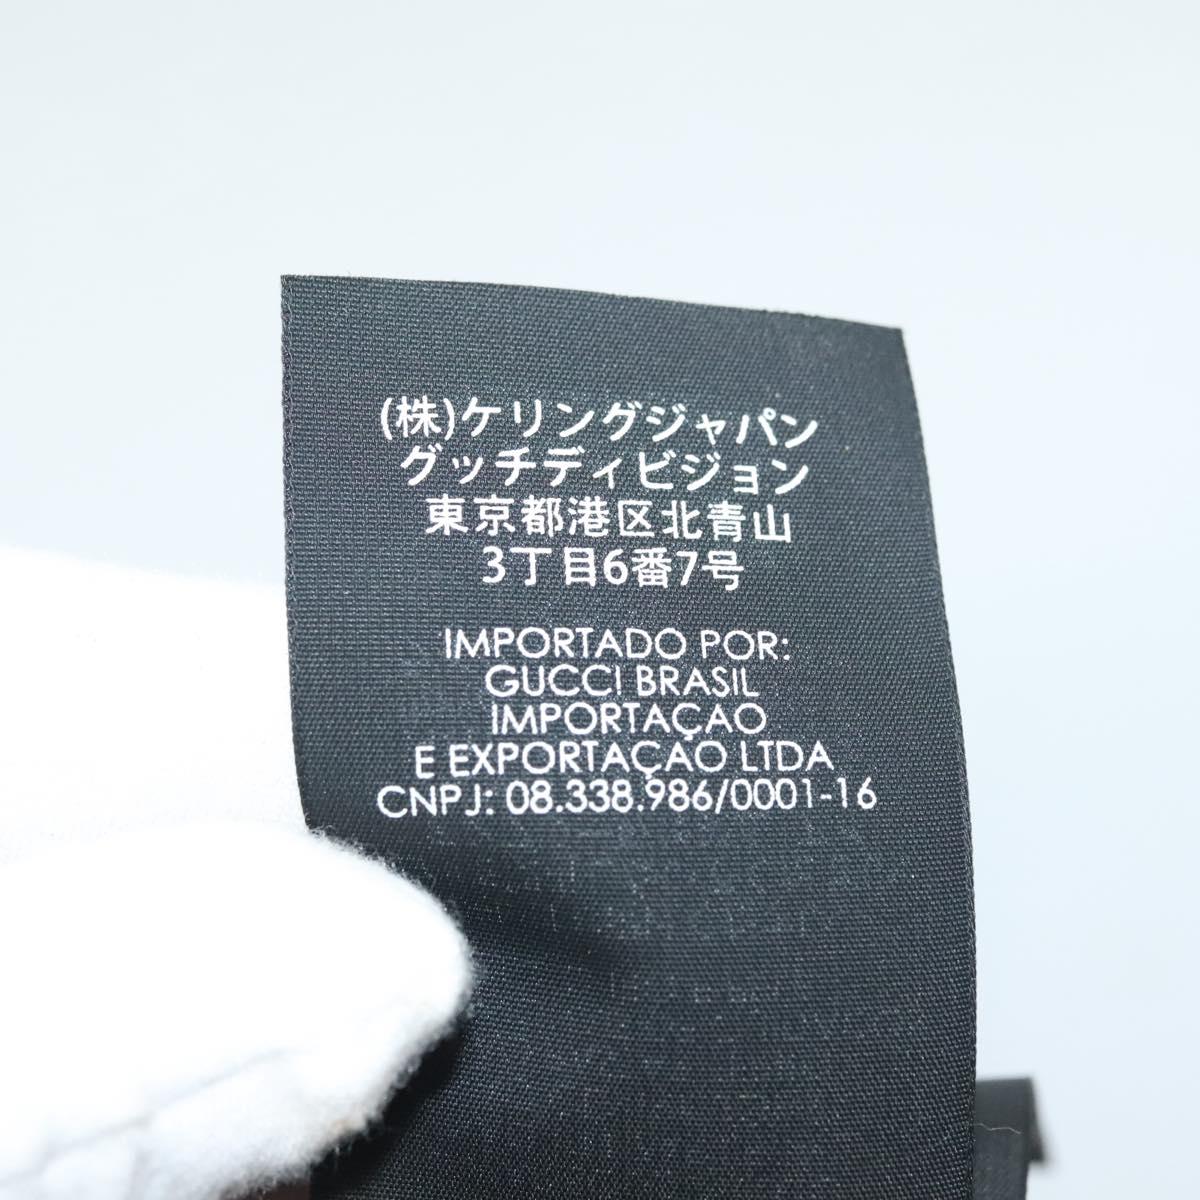 (株)ケリングジャパン
グッチディビジョン
東京都港区北青山
3丁目6番7号
IMPORTADO POR:
GUCCI BRASIL
IMPORTAÇAO
E EXPORTAÇAO LTDA
CNPJ: 08.338.986/0001-16